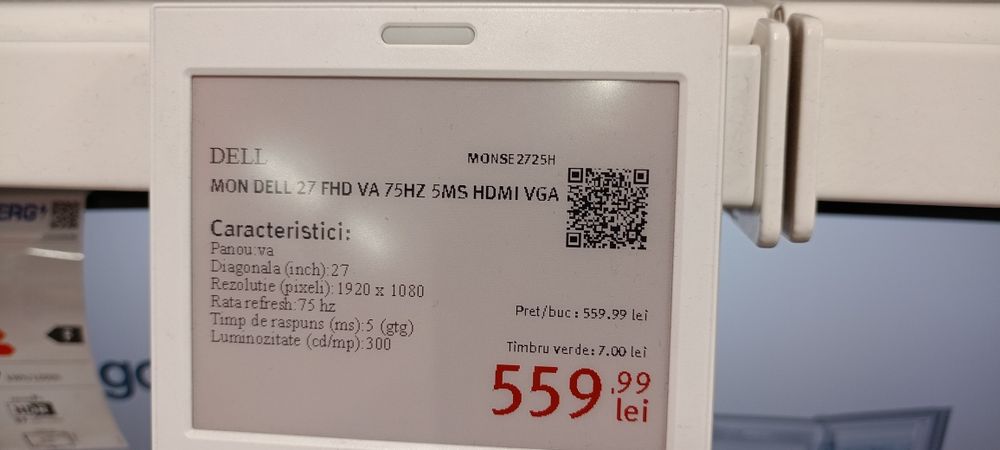 DELL
MONSE2725H
MON DELL 27 FHD VA 75HZ 5MS HDMI VGA
Caracteristici:
Panou:va
Diagonala (inch):27
Rezolutie (pixeli):1920 x 1080
Rata refresh:75 hz
Timp de raspuns (ms):5 (gtg)
Luminozitate (cd/mp):300
Pret/buc: 559.99 lei
Timbru verde: 7.00 lei
559.99 lei
ERG
go